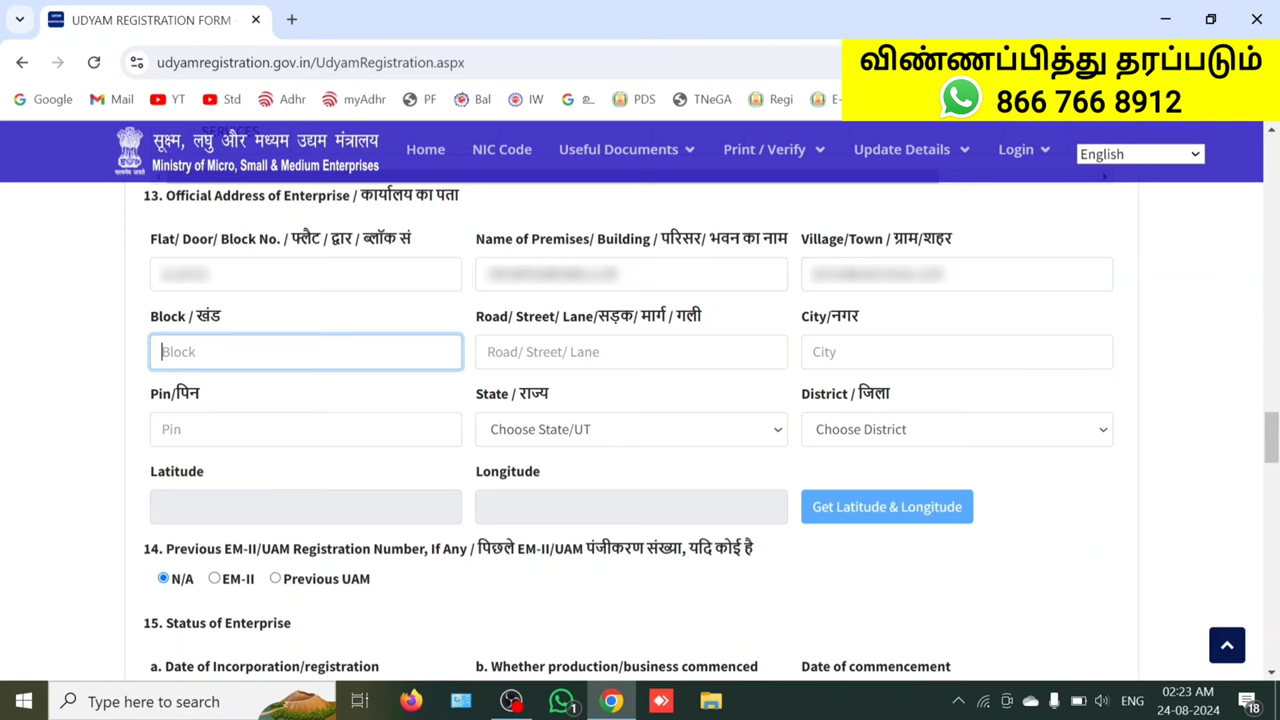 UDYAM REGISTRATION FORM
udyamregistration.gov.in/UdyamRegistration.aspx
விண்ணப்பித்து தரப்படும்
866 766 8912
Google Mail YT Std Adhr myAdhr PF Bal IW உ... PDS TNeGA Regi E-
सूक्ष्म, लघु और मध्यम उद्यम मंत्रालय
Ministry of Micro, Small & Medium Enterprises
Home NIC Code Useful Documents Print / Verify Update Details Login English
13. Official Address of Enterprise / कार्यालय का पता
Flat/ Door/ Block No. / फ्लैट / द्वार / ब्लॉक सं Name of Premises/ Building / परिसर/ भवन का नाम Village/Town / ग्राम/शहर
Block / खंड Road/ Street/ Lane/सड़क/ मार्ग / गली City/नगर
Block Road/ Street/ Lane City
Pin/पिन State / राज्य District / जिला
Pin Choose State/UT Choose District
Latitude Longitude
Get Latitude & Longitude
14. Previous EM-II/UAM Registration Number, If Any / पिछले EM-II/UAM पंजीकरण संख्या, यदि कोई है
N/A EM-II Previous UAM
15. Status of Enterprise
a. Date of Incorporation/registration b. Whether production/business commenced Date of commencement
Type here to search 1 ENG 02:23 AM
24-08-2024 18